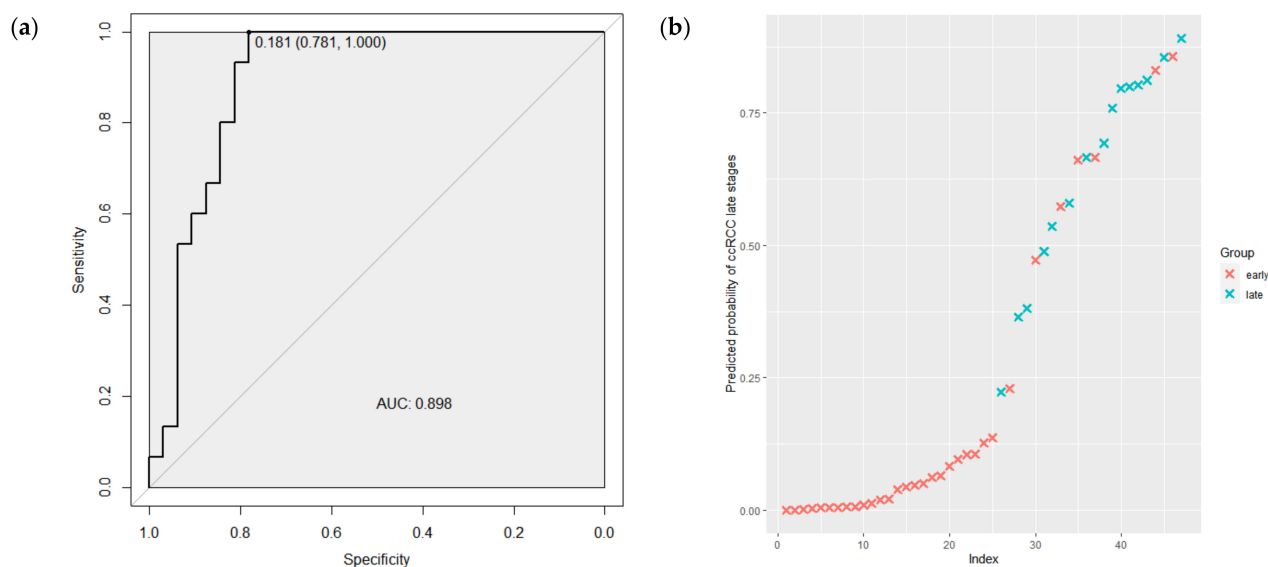 (a)
0.181 (0.781, 1.000)
AUC: 0.898
Sensitivity
0.0
0.2
0.4
0.6
0.8
1.0
1.0
0.8
0.6
0.4
0.2
0.0
Specificity
(b)
Predicted probability of ccRCC late stages
0.75
0.50
0.25
0.00
0
10
20
30
40
Index
Group
early
late